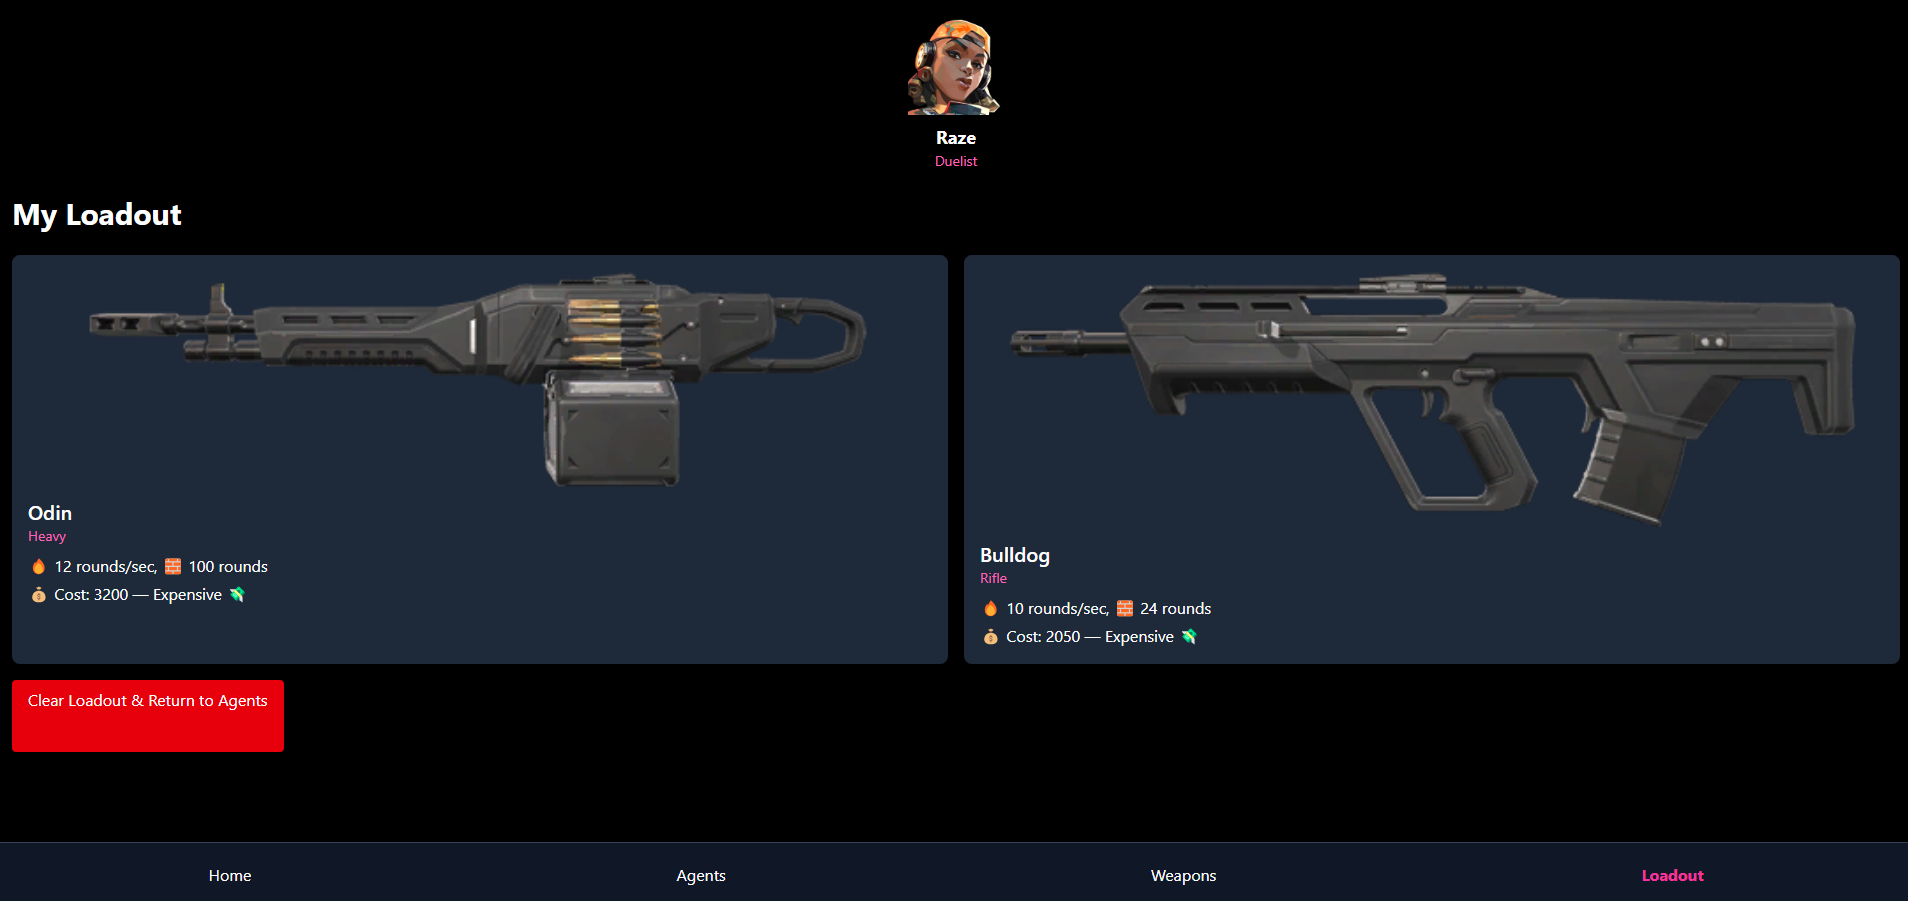 Raze
Duelist
My Loadout
Odin
Heavy
🔥 12 rounds/sec, 🧱 100 rounds
💰 Cost: 3200 — Expensive 💸
Bulldog
Rifle
🔥 10 rounds/sec, 🧱 24 rounds
💰 Cost: 2050 — Expensive 💸
Clear Loadout & Return to Agents
Home Agents Weapons Loadout